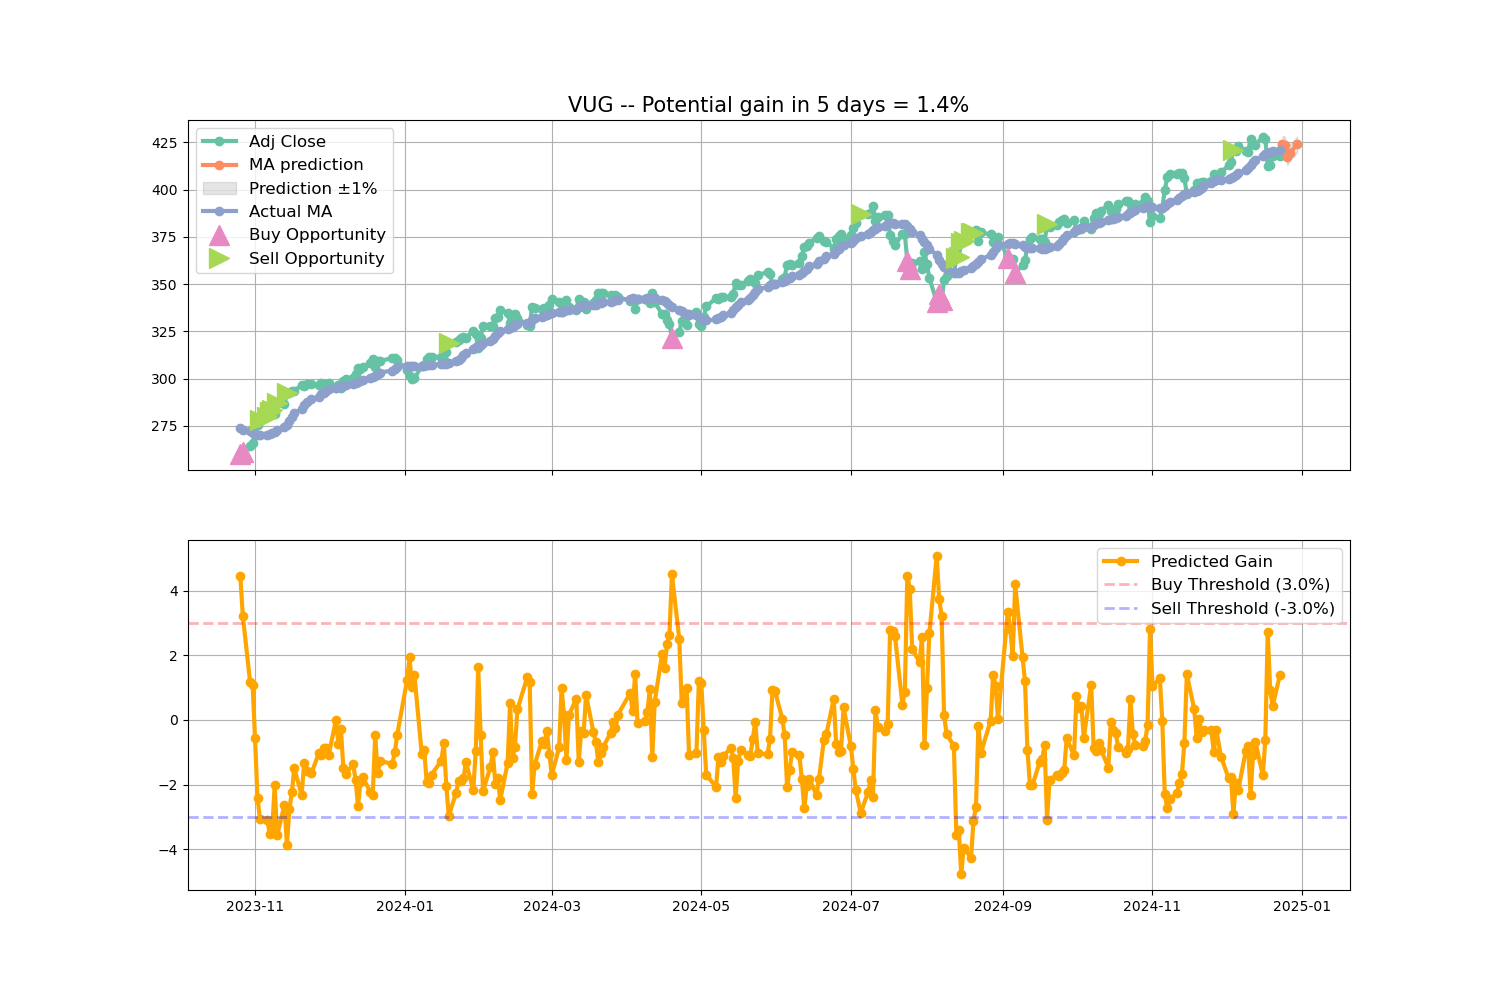 VUG -- Potential gain in 5 days = 1.4%
425
400
375
350
325
300
275
Adj Close
MA prediction
Prediction ±1%
Actual MA
Buy Opportunity
Sell Opportunity
4
2
0
−2
−4
Predicted Gain
Buy Threshold (3.0%)
Sell Threshold (-3.0%)
2023-11
2024-01
2024-03
2024-05
2024-07
2024-09
2024-11
2025-01